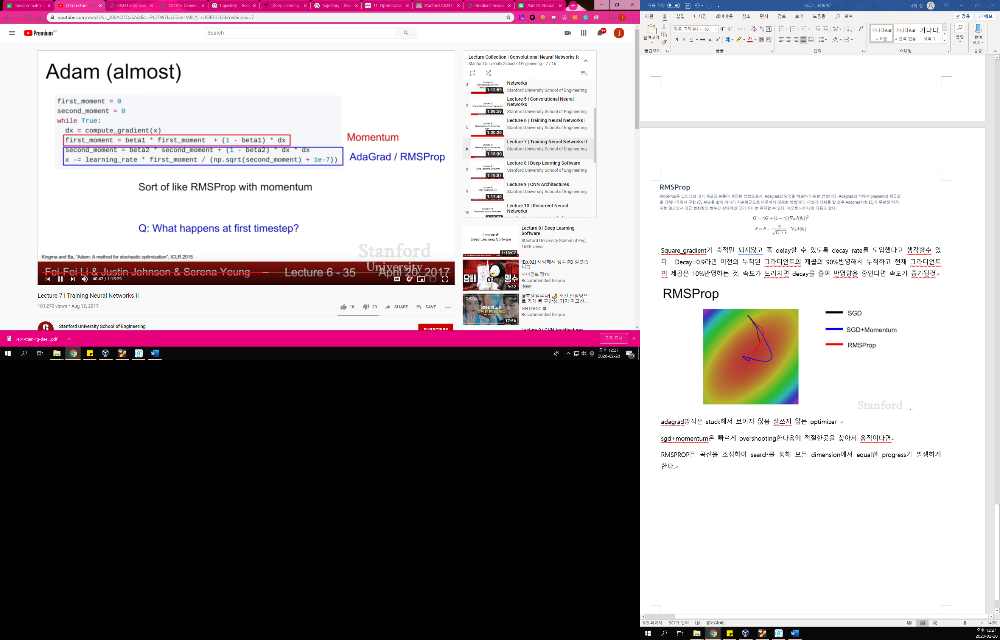 'hessian matrix'
(15) Lecture
CS231n Convolu
CS231n Convolu
trajectory - Goo
[Deep Learning]
trajectory - Goo
11. Optimization
Stanford CS231
Gradient Descen
[Part Ⅲ. Neural
youtube.com/watch?v=_JB0AO7QxSA&list=PL3FW7Lu3i5JvHM8ljYj-zLfQRF3EO8sYv&index=7
Premium KR
Search
9+
j
Adam (almost)
first_moment = 0
second_moment = 0
while True:
dx = compute_gradient(x)
first_moment = beta1 * first_moment + (1 - beta1) * dx
second_moment = beta2 * second_moment + (1 - beta2) * dx * dx
x -= learning_rate * first_moment / (np.sqrt(second_moment) + 1e-7))
Momentum
AdaGrad / RMSProp
Sort of like RMSProp with momentum
Q: What happens at first timestep?
Kingma and Ba, "Adam: A method for stochastic optimization", ICLR 2015
Stanford
University
Fei-Fei Li & Justin Johnson & Serena Yeung
Lecture 6 - 35
April 20, 2017
40:42 / 1:15:29
Lecture 7 | Training Neural Networks II
181,270 views • Aug 12, 2017
1K
23
SHARE
SAVE
Stanford University School of Engineering
SUBSCRIBE
Lecture Collection | Convolutional Neural Networks fo
Stanford University School of Engineering - 7 / 16
4
1:13:59
Networks
Stanford University School of Engineering
5
1:08:56
Lecture 5 | Convolutional Neural
Networks
Stanford University School of Engineering
6
1:20:20
Lecture 6 | Training Neural Networks I
Stanford University School of Engineering
1:15:30
Lecture 7 | Training Neural Networks II
Stanford University School of Engineering
8
1:18:07
Lecture 8 | Deep Learning Software
Stanford University School of Engineering
9
1:17:40
Lecture 9 | CNN Architectures
Stanford University School of Engineering
10
Lecture 10 | Recurrent Neural
Networks
Lecture 8:
Deep Learning Software
1:18:07
Lecture 8 | Deep Learning
Software
Stanford University School of Eng...
163K views
담배 VS 펭수
9:32
[Ep.92] 지각해서 펭수 PD 잘렸습
니다
자이언트 펭TV
Recommended for you
New
장만월의 노름
바둑 한 판으로 해결
17:56
[#호텔델루나] 🌙 조선 만월당으
로 가게 된 구찬성, 거지 마고신...
tvN D ENT
Recommended for you
Lecture 9 | CNN Architectures
lec4-training-dee....pdf
모두 표시
오후 12:27
2020-02-20
20
자동 저장
cs231_lecture7
새하 정
파일 홈 삽입 디자인 레이아웃 참조 편지 검토 보기 도움말 검색
공유
메모
붙여넣기
맑은 고딕(본문
10
가나다AaB
표준
가나다AaB
간격 없음
가나다.
제목 1
편집
받아
쓰기
클립보드
글꼴
단락
스타일
음성
RMSProp
RMSProp은 딥러닝의 대가 제프리 힌톤이 제안한 방법으로서, Adagrad의 단점을 해결하기 위한 방법이다. Adagrad의 식에서 gradient의 제곱값
을 더해나가면서 구한 G_t 부분을 합이 아니라 지수평균으로 바꾸어서 대체한 방법이다. 이렇게 대체를 할 경우 Adagrad처럼 G_t가 무한정 커지
지는 않으면서 최근 변화량의 변수간 상대적인 크기 차이는 유지할 수 있다. 식으로 나타내면 다음과 같다.
G = γG + (1 − γ)(∇_θJ(θ_t))^2
θ = θ − η/√(G + ϵ) · ∇_θJ(θ_t)
Square_gradient가 축적만 되지않고 좀 delay할 수 있도록 decay rate를 도입했다고 생각할수 있
다. Decay=0.9라면 이전의 누적된 그라디언트의 제곱의 90%반영해서 누적하고 현재 그라디언트
의 제곱은 10%반영하는 것. 속도가 느려지면 decay를 줄여 반영량을 줄인다면 속도가 증가될것
RMSProp
SGD
SGD+Momentum
RMSProp
Stanford
adagrad방식은 stuck해서 보이지 않음 잘쓰지 않는 optimizer
sgd+momentum은 빠르게 overshooting한다음에 적절한곳을 찾아서 움직이다면
RMSPROP은 곡선을 조정하여 search를 통해 모든 dimension에서 equal한 progress가 발생하게
한다.
6/6 페이지
507개 단어
영어(미국)
140%
오후 12:27
2020-02-20